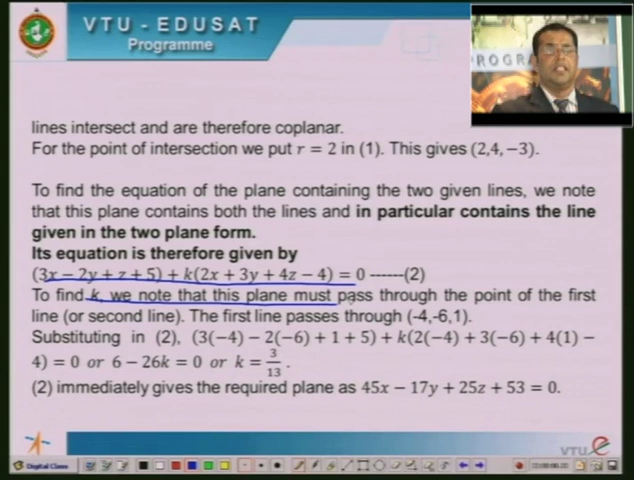 VTU - EDUSAT
Programme
PROGRA
lines intersect and are therefore coplanar.
For the point of intersection we put r = 2 in (1). This gives (2,4,−3).
To find the equation of the plane containing the two given lines, we note
that this plane contains both the lines and in particular contains the line
given in the two plane form.
Its equation is therefore given by
(3x − 2y + z + 5) + k(2x + 3y + 4z − 4) = 0 ------(2)
To find k, we note that this plane must pass through the point of the first
line (or second line). The first line passes through (-4,-6,1).
Substituting in (2), (3(−4) − 2(−6) + 1 + 5) + k(2(−4) + 3(−6) + 4(1) −
4) = 0 or 6 − 26k = 0 or k = 3/13 .
(2) immediately gives the required plane as 45x − 17y + 25z + 53 = 0.
VTU e
Digital Class